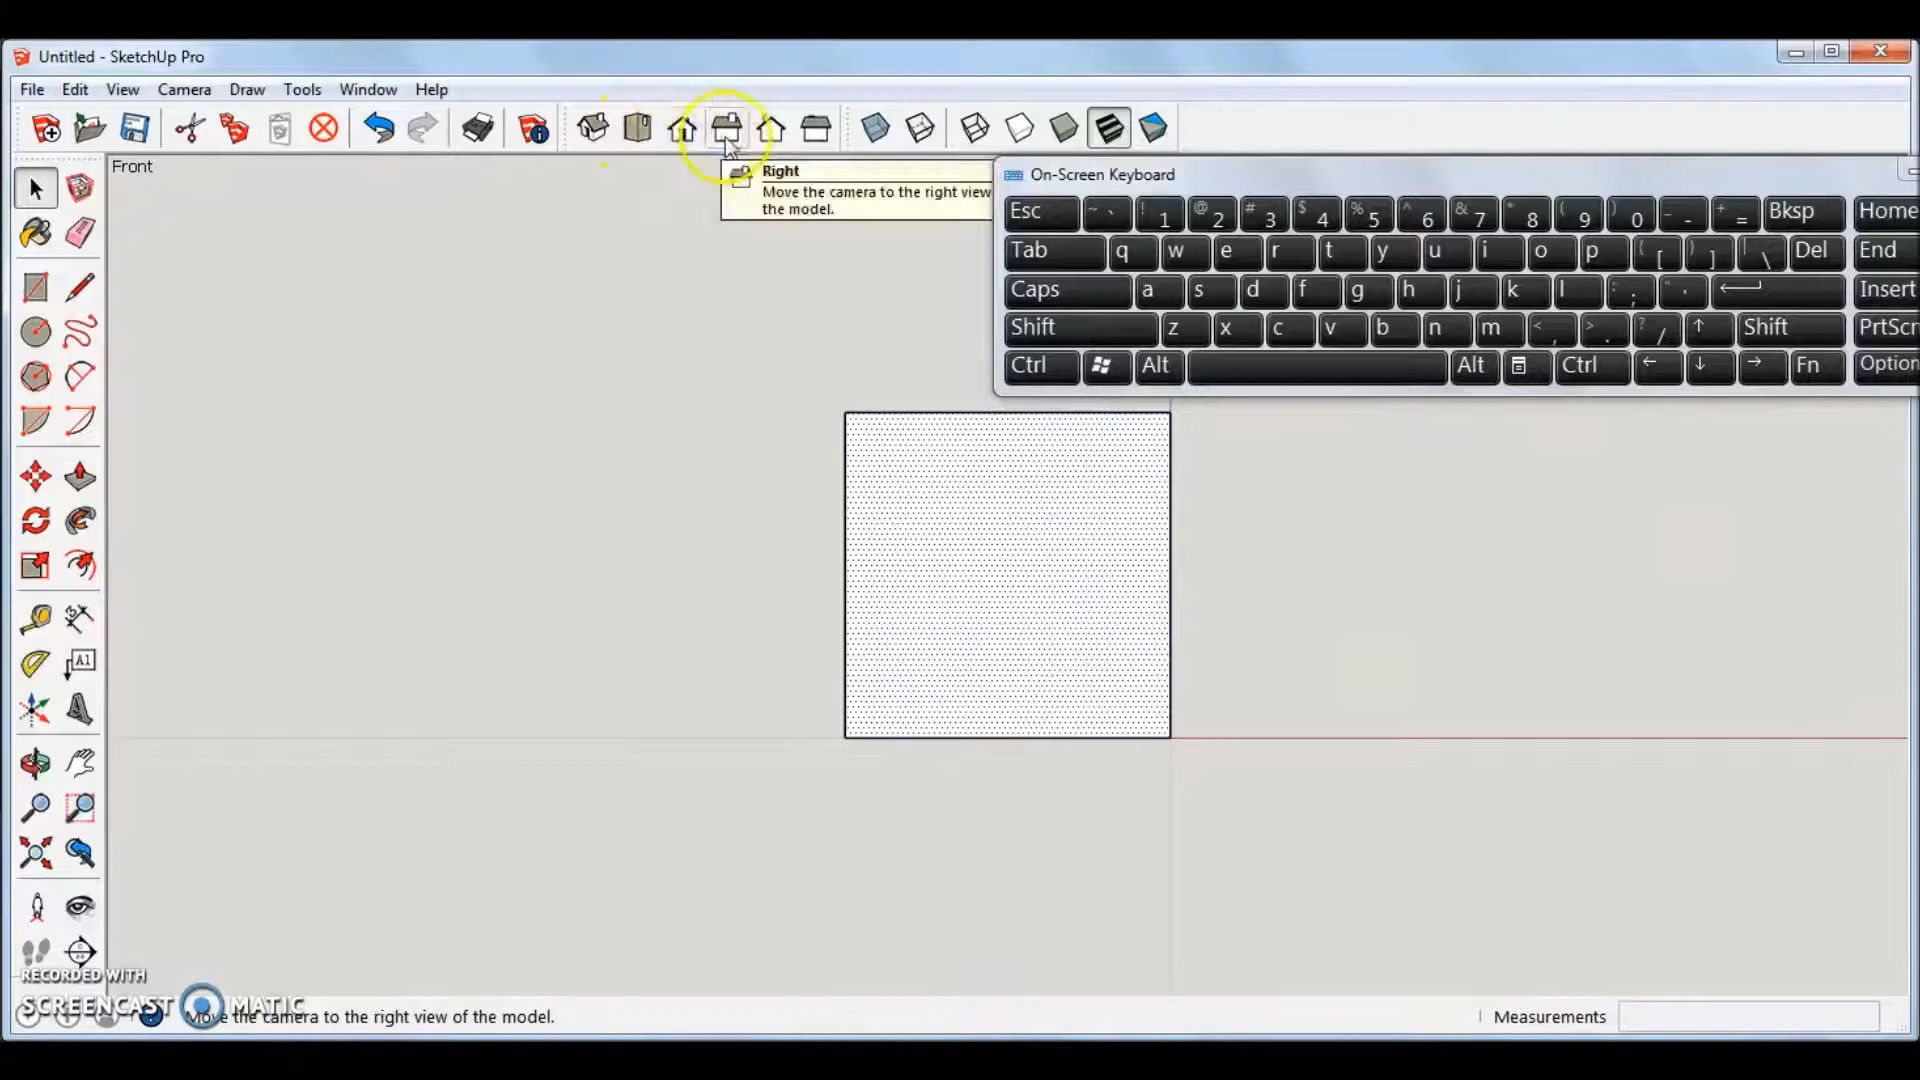 Untitled - SketchUp Pro
File Edit View Camera Draw Tools Window Help
Front
Right
Move the camera to the right view
the model.
On-Screen Keyboard
Esc ~ ` ! 1 @ 2 # 3 $ 4 % 5 ^ 6 & 7 * 8 ( 9 ) 0 _ - + = Bksp Home
Tab q w e r t y u i o p { [ } ] | \ Del End
Caps a s d f g h j k l : ; " ' Insert
Shift z x c v b n m < , > . ? / ↑ Shift PrtScn
Ctrl Alt Alt Ctrl ← ↓ → Fn Option
A1
RECORDED WITH
SCREENCAST MATIC
Move the camera to the right view of the model.
Measurements